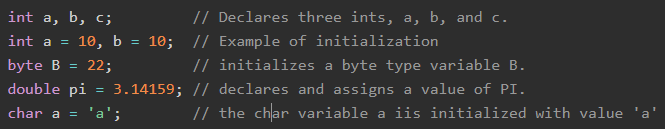 int a, b, c;          // Declares three ints, a, b, and c.
int a = 10, b = 10;  // Example of initialization
byte B = 22;          // initializes a byte type variable B.
double pi = 3.14159; // declares and assigns a value of PI.
char a = 'a';         // the char variable a iis initialized with value 'a'